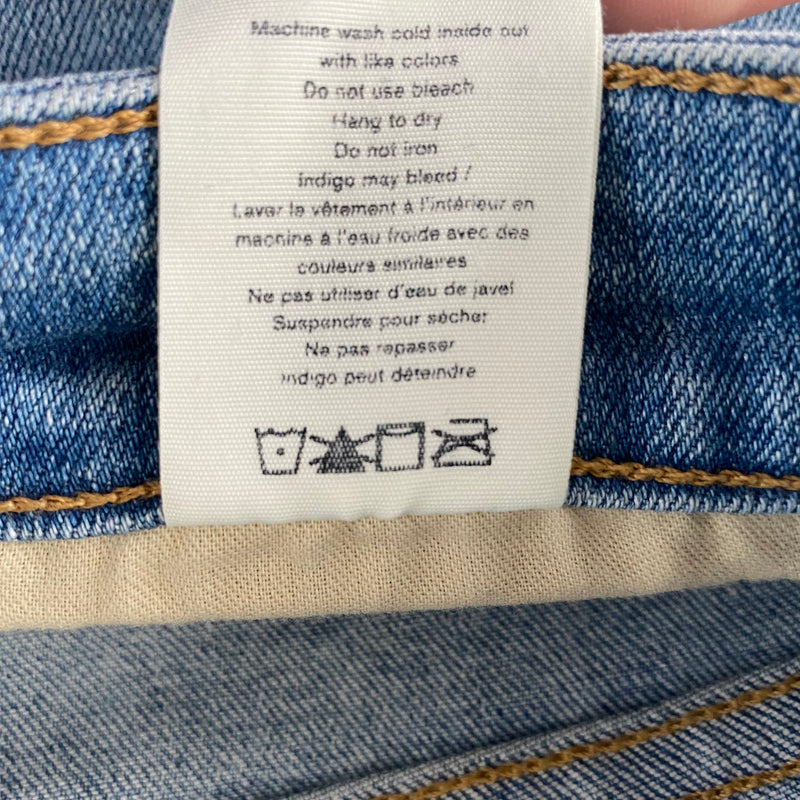 Machine wash cold inside out
with like colors
Do not use bleach
Hang to dry
Do not iron
Indigo may bleed /
Laver le vêtement à l'intérieur en
machine à l'eau froide avec des
couleurs similaires
Ne pas utiliser d'eau de javel
Suspendre pour sécher
Ne pas repasser
Indigo peut déteindre